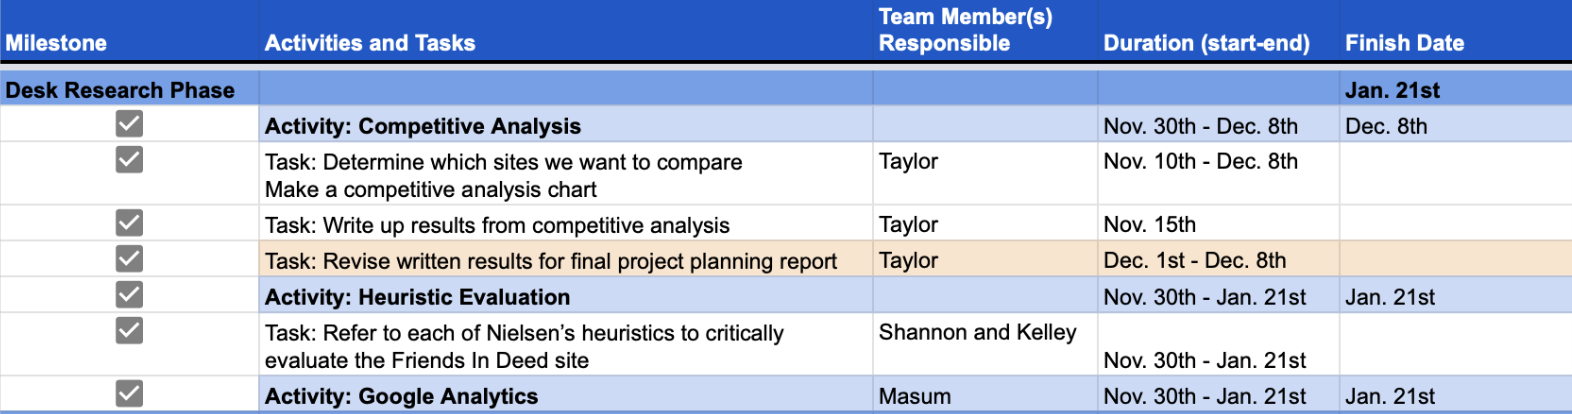 Milestone Activities and Tasks Team Member(s) Responsible Duration (start-end) Finish Date
Desk Research Phase Jan. 21st
Activity: Competitive Analysis Nov. 30th - Dec. 8th Dec. 8th
Task: Determine which sites we want to compare Taylor Nov. 10th - Dec. 8th
Make a competitive analysis chart
Task: Write up results from competitive analysis Taylor Nov. 15th
Task: Revise written results for final project planning report Taylor Dec. 1st - Dec. 8th
Activity: Heuristic Evaluation Nov. 30th - Jan. 21st Jan. 21st
Task: Refer to each of Nielsen’s heuristics to critically Shannon and Kelley
evaluate the Friends In Deed site Nov. 30th - Jan. 21st
Activity: Google Analytics Masum Nov. 30th - Jan. 21st Jan. 21st